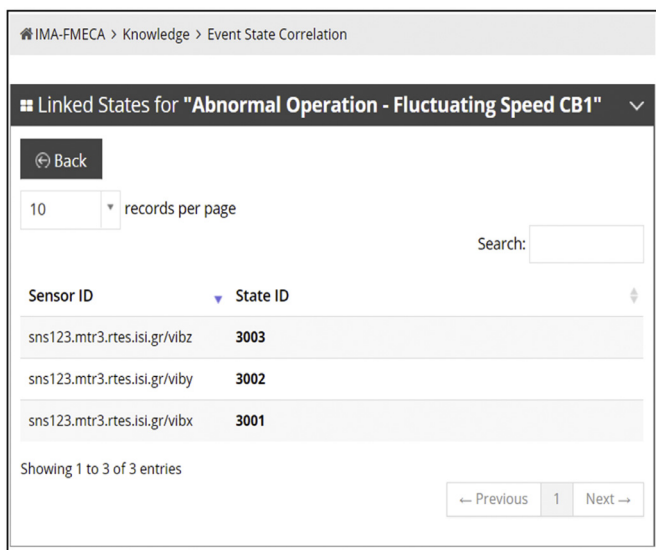 IMA-FMECA > Knowledge > Event State Correlation
Linked States for "Abnormal Operation - Fluctuating Speed CB1"
Back
10 records per page
Search:
Sensor ID State ID
sns123.mtr3.rtes.isi.gr/vibz 3003
sns123.mtr3.rtes.isi.gr/viby 3002
sns123.mtr3.rtes.isi.gr/vibx 3001
Showing 1 to 3 of 3 entries
← Previous 1 Next →